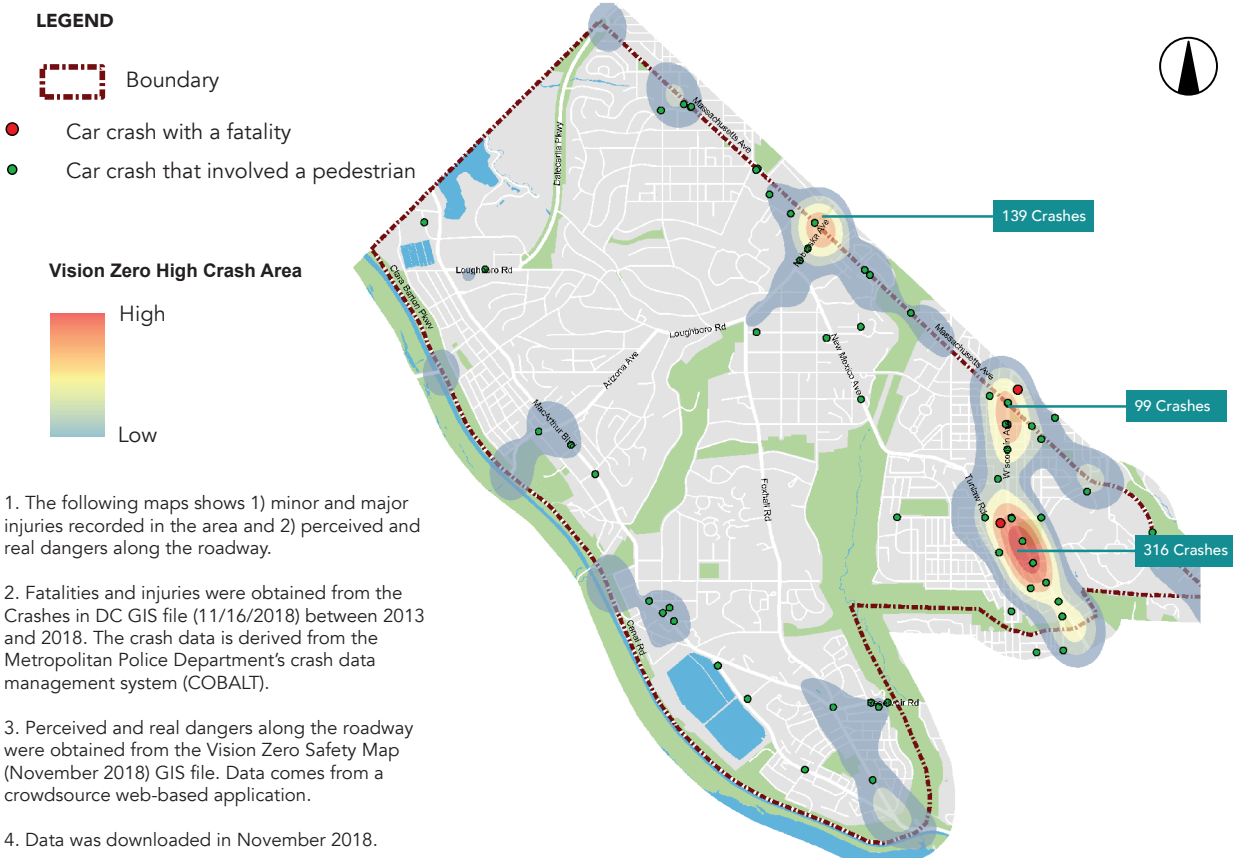 LEGEND
Boundary
Car crash with a fatality
Car crash that involved a pedestrian
Vision Zero High Crash Area
High
Low
1. The following maps shows 1) minor and major
injuries recorded in the area and 2) perceived and
real dangers along the roadway.
2. Fatalities and injuries were obtained from the
Crashes in DC GIS file (11/16/2018) between 2013
and 2018. The crash data is derived from the
Metropolitan Police Department's crash data
management system (COBALT).
3. Perceived and real dangers along the roadway
were obtained from the Vision Zero Safety Map
(November 2018) GIS file. Data comes from a
crowdsource web-based application.
4. Data was downloaded in November 2018.
Massachusetts Ave
Dalecarlia Pkwy
139 Crashes
Ave
Loughboro Rd
Clara Barton Pkwy
Loughboro Rd
Massachusetts Ave
New Mexico Ave
Arizona Ave
99 Crashes
MacArthur Blvd
Wisconsin Ave
Tunlaw Rd
Foxhall Rd
316 Crashes
Canal Rd
Reservoir Rd